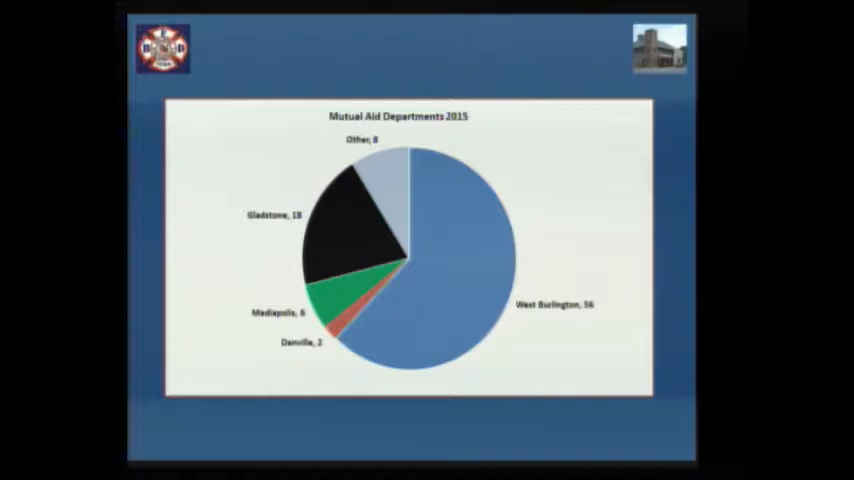 Mutual Aid Departments 2015
Other, 8
Gladstone, 18
West Burlington, 56
Mediapolis, 6
Danville, 2